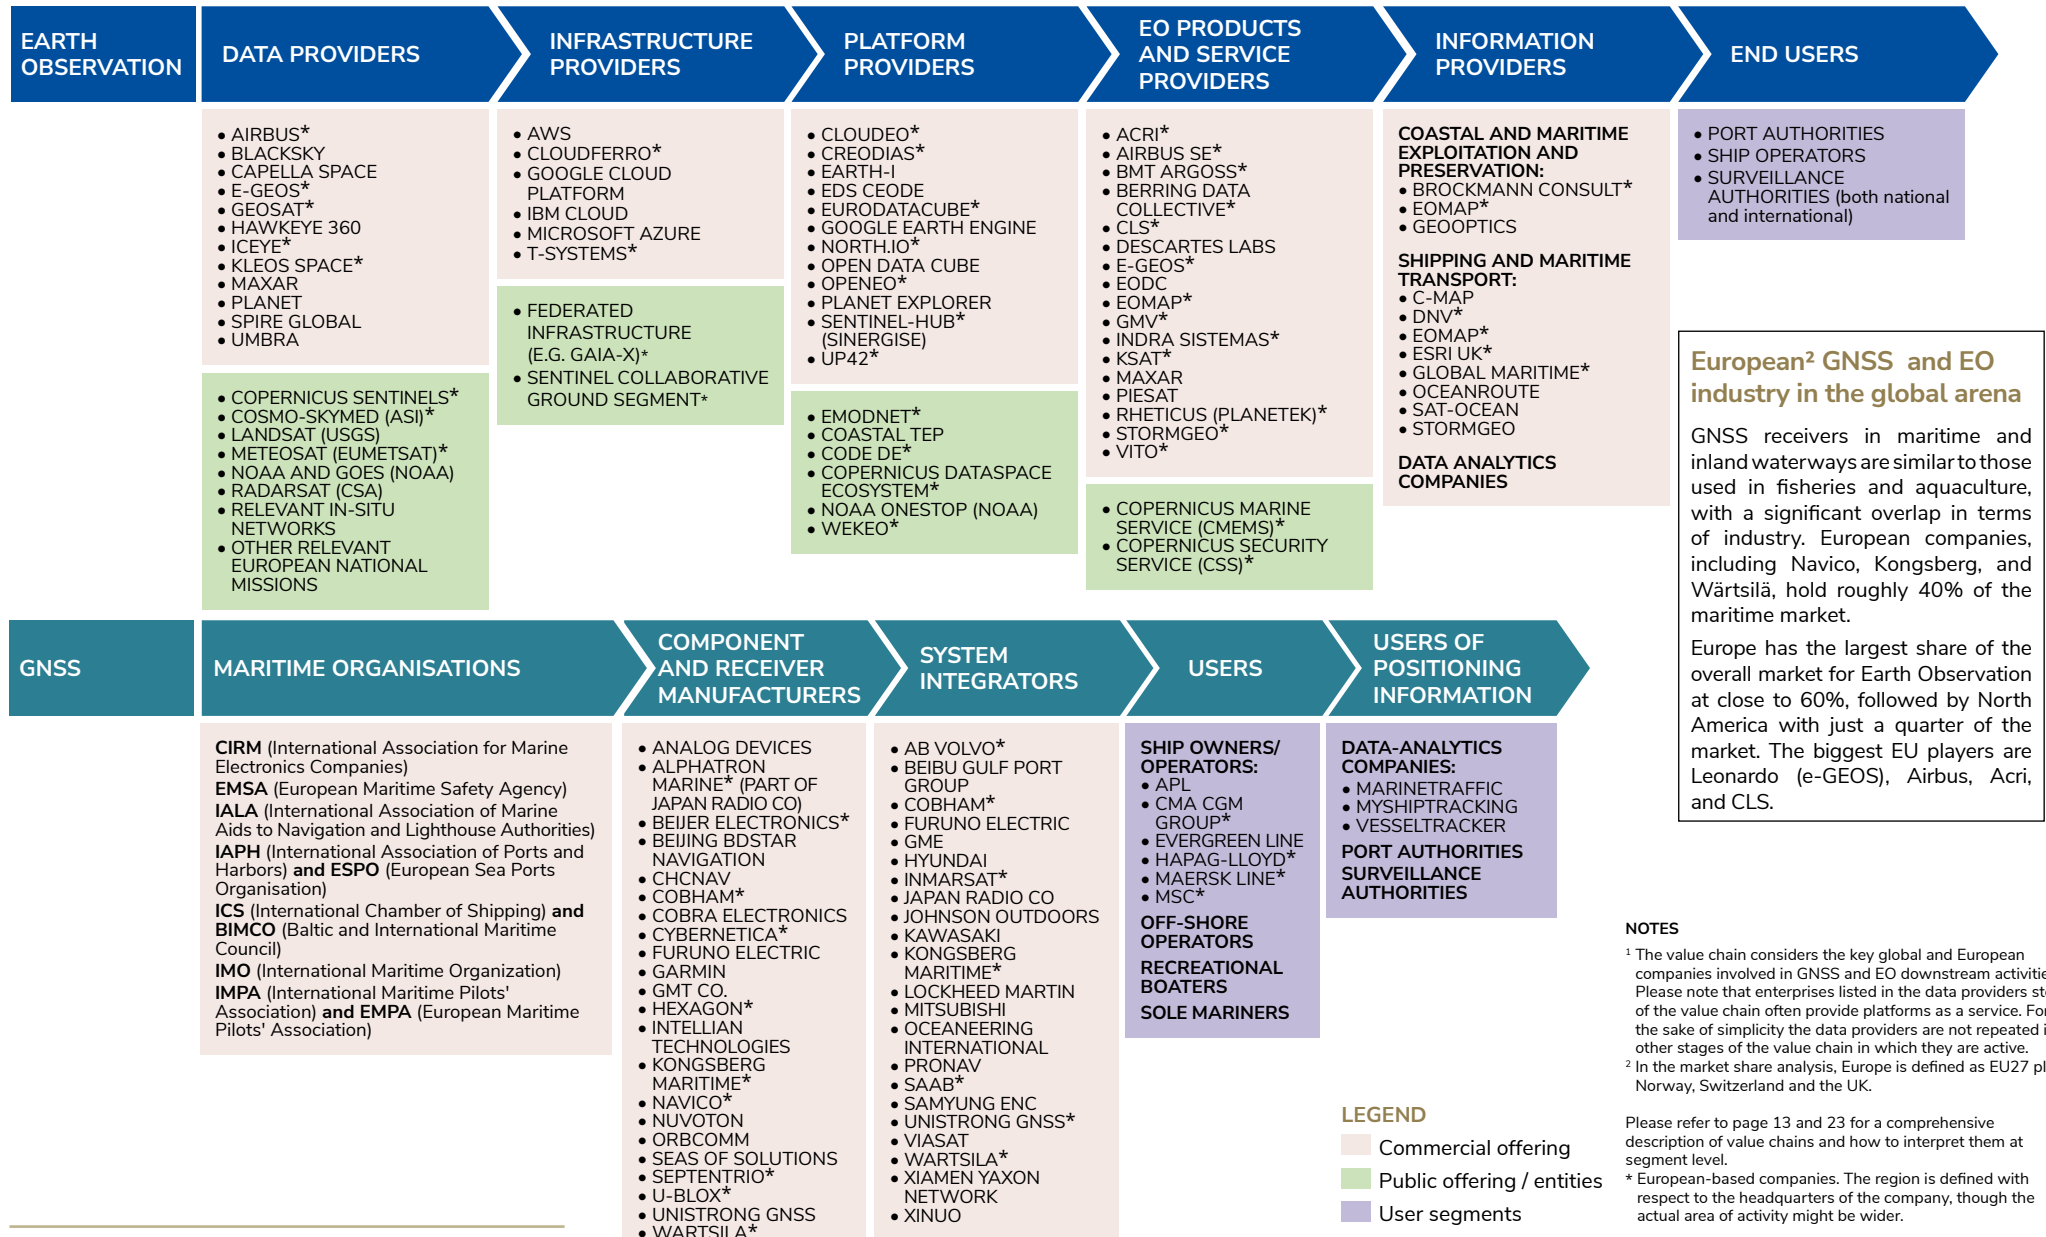 EARTH
OBSERVATION
DATA PROVIDERS
INFRASTRUCTURE
PROVIDERS
PLATFORM
PROVIDERS
EO PRODUCTS
AND SERVICE
PROVIDERS
INFORMATION
PROVIDERS
END USERS
• AIRBUS*
• BLACKSKY
• CAPELLA SPACE
• E-GEOS*
• GEOSAT*
• HAWKEYE 360
• ICEYE*
• KLEOS SPACE*
• MAXAR
• PLANET
• SPIRE GLOBAL
• UMBRA
• COPERNICUS SENTINELS*
• COSMO-SKYMED (ASI)*
• LANDSAT (USGS)
• METEOSAT (EUMETSAT)*
• NOAA AND GOES (NOAA)
• RADARSAT (CSA)
• RELEVANT IN-SITU
NETWORKS
• OTHER RELEVANT
EUROPEAN NATIONAL
MISSIONS
• AWS
• CLOUDFERRO*
• GOOGLE CLOUD
PLATFORM
• IBM CLOUD
• MICROSOFT AZURE
• T-SYSTEMS*
• FEDERATED
INFRASTRUCTURE
(E.G. GAIA-X)*
• SENTINEL COLLABORATIVE
GROUND SEGMENT*
• CLOUDEO*
• CREODIAS*
• EARTH-I
• EDS CEODE
• EURODATACUBE*
• GOOGLE EARTH ENGINE
• NORTH.IO*
• OPEN DATA CUBE
• OPENEO*
• PLANET EXPLORER
• SENTINEL-HUB*
(SINERGISE)
• UP42*
• EMODNET*
• COASTAL TEP
• CODE DE*
• COPERNICUS DATASPACE
ECOSYSTEM*
• NOAA ONESTOP (NOAA)
• WEKEO*
• ACRI*
• AIRBUS SE*
• BMT ARGOSS*
• BERRING DATA
COLLECTIVE*
• CLS*
• DESCARTES LABS
• E-GEOS*
• EODC
• EOMAP*
• GMV*
• INDRA SISTEMAS*
• KSAT*
• MAXAR
• PIESAT
• RHETICUS (PLANETEK)*
• STORMGEO*
• VITO*
• COPERNICUS MARINE
SERVICE (CMEMS)*
• COPERNICUS SECURITY
SERVICE (CSS)*
COASTAL AND MARITIME
EXPLOITATION AND
PRESERVATION:
• BROCKMANN CONSULT*
• EOMAP*
• GEOOPTICS
SHIPPING AND MARITIME
TRANSPORT:
• C-MAP
• DNV*
• EOMAP*
• ESRI UK*
• GLOBAL MARITIME*
• OCEANROUTE
• SAT-OCEAN
• STORMGEO
DATA ANALYTICS
COMPANIES
• PORT AUTHORITIES
• SHIP OPERATORS
• SURVEILLANCE
AUTHORITIES (both national
and international)
European² GNSS and EO
industry in the global arena
GNSS receivers in maritime and
inland waterways are similar to those
used in fisheries and aquaculture,
with a significant overlap in terms
of industry. European companies,
including Navico, Kongsberg, and
Wärtsilä, hold roughly 40% of the
maritime market.
Europe has the largest share of the
overall market for Earth Observation
at close to 60%, followed by North
America with just a quarter of the
market. The biggest EU players are
Leonardo (e-GEOS), Airbus, Acri,
and CLS.
GNSS
MARITIME ORGANISATIONS
COMPONENT
AND RECEIVER
MANUFACTURERS
SYSTEM
INTEGRATORS
USERS
USERS OF
POSITIONING
INFORMATION
CIRM (International Association for Marine
Electronics Companies)
EMSA (European Maritime Safety Agency)
IALA (International Association of Marine
Aids to Navigation and Lighthouse Authorities)
IAPH (International Association of Ports and
Harbors) and ESPO (European Sea Ports
Organisation)
ICS (International Chamber of Shipping) and
BIMCO (Baltic and International Maritime
Council)
IMO (International Maritime Organization)
IMPA (International Maritime Pilots'
Association) and EMPA (European Maritime
Pilots' Association)
• ANALOG DEVICES
• ALPHATRON
MARINE* (PART OF
JAPAN RADIO CO)
• BEIJER ELECTRONICS*
• BEIJING BDSTAR
NAVIGATION
• CHCNAV
• COBHAM*
• COBRA ELECTRONICS
• CYBERNETICA*
• FURUNO ELECTRIC
• GARMIN
• GMT CO.
• HEXAGON*
• INTELLIAN
TECHNOLOGIES
• KONGSBERG
MARITIME*
• NAVICO*
• NUVOTON
• ORBCOMM
• SEAS OF SOLUTIONS
• SEPTENTRIO*
• U-BLOX*
• UNISTRONG GNSS
• WARTSILA*
• AB VOLVO*
• BEIBU GULF PORT
GROUP
• COBHAM*
• FURUNO ELECTRIC
• GME
• HYUNDAI
• INMARSAT*
• JAPAN RADIO CO
• JOHNSON OUTDOORS
• KAWASAKI
• KONGSBERG
MARITIME*
• LOCKHEED MARTIN
• MITSUBISHI
• OCEANEERING
INTERNATIONAL
• PRONAV
• SAAB*
• SAMYUNG ENC
• UNISTRONG GNSS*
• VIASAT
• WARTSILA*
• XIAMEN YAXON
NETWORK
• XINUO
SHIP OWNERS/
OPERATORS:
• APL
• CMA CGM
GROUP*
• EVERGREEN LINE
• HAPAG-LLOYD*
• MAERSK LINE*
• MSC*
OFF-SHORE
OPERATORS
RECREATIONAL
BOATERS
SOLE MARINERS
DATA-ANALYTICS
COMPANIES:
• MARINETRAFFIC
• MYSHIPTRACKING
• VESSELTRACKER
PORT AUTHORITIES
SURVEILLANCE
AUTHORITIES
LEGEND
Commercial offering
Public offering / entities
User segments
NOTES
¹ The value chain considers the key global and European
companies involved in GNSS and EO downstream
Please note that enterprises listed in the data providers
of the value chain often provide platforms as a service. For
the sake of simplicity the data providers are not repeated
other stages of the value chain in which they are active.
² In the market share analysis, Europe is defined as EU27
Norway, Switzerland and the UK.
Please refer to page 13 and 23 for a comprehensive
description of value chains and how to interpret them at
segment level.
* European-based companies. The region is defined with
respect to the headquarters of the company, though the
actual area of activity might be wider.